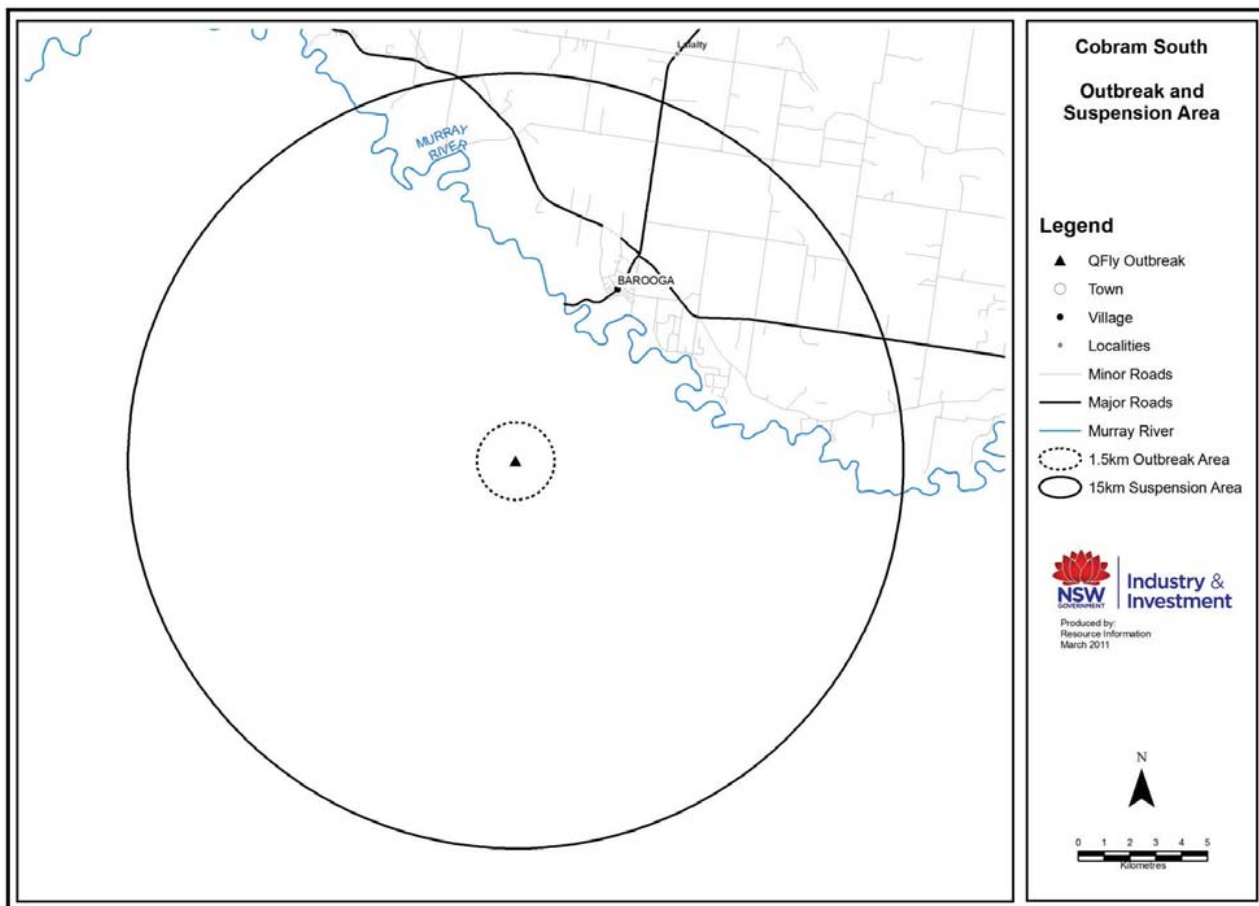 Lalalty
MURRAY
RIVER
BAROOGA
Cobram South
Outbreak and
Suspension Area
Legend
QFly Outbreak
Town
Village
Localities
Minor Roads
Major Roads
Murray River
1.5km Outbreak Area
15km Suspension Area
NSW
GOVERNMENT
Industry &
Investment
Produced by:
Resource Information
March 2011
N
0 1 2 3 4 5
Kilometres